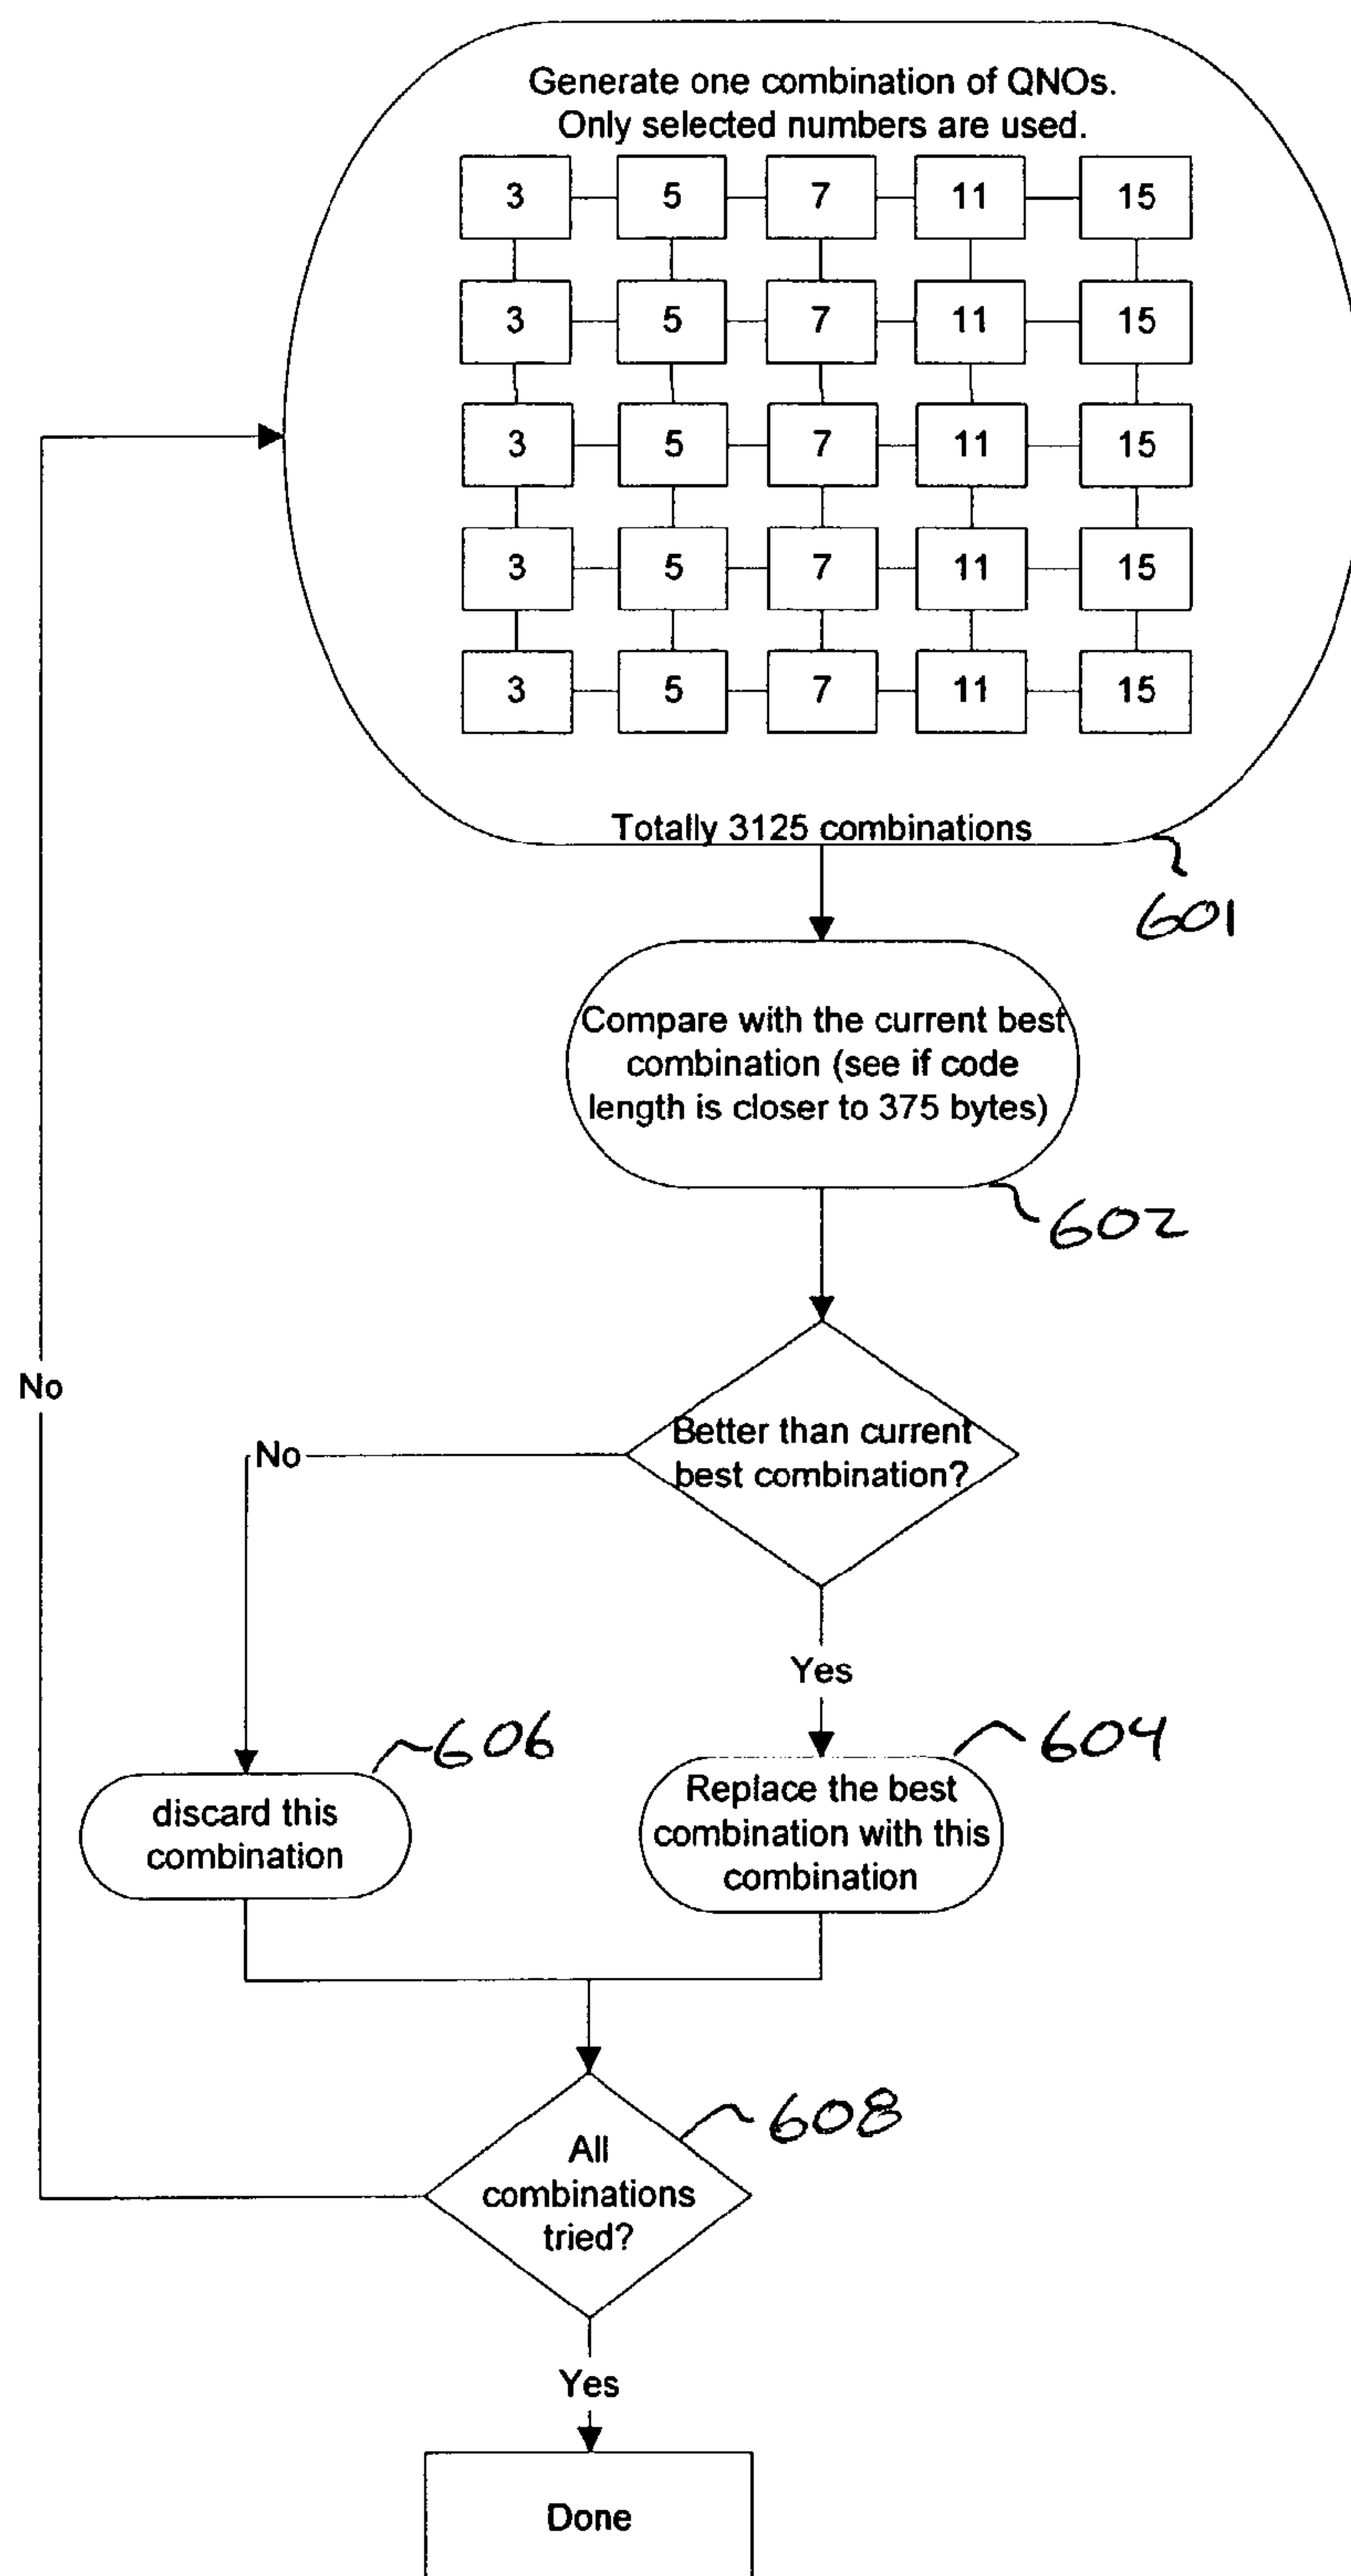 Generate one combination of QNOs.
Only selected numbers are used.
3 5 7 11 15
3 5 7 11 15
3 5 7 11 15
3 5 7 11 15
3 5 7 11 15
Totally 3125 combinations
601
Compare with the current best
combination (see if code
length is closer to 375 bytes)
602
No
Better than current
best combination?
No
Yes
606
604
discard this
combination
Replace the best
combination with this
combination
608
All
combinations
tried?
Yes
Done